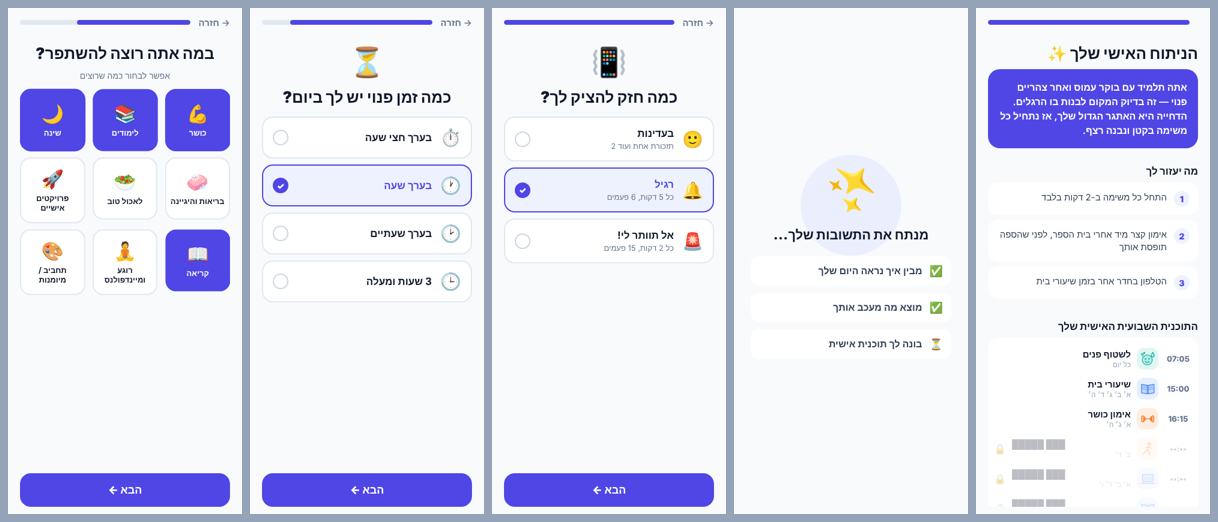 → חזרה
במה אתה רוצה להשתפר?
אפשר לבחור כמה שרוצים
כושר
לימודים
שינה
בריאות והיגיינה
לאכול טוב
פרויקטים
אישיים
קריאה
רוגע
ומיינדפולנס
תחביב /
מיומנות
הבא ←
→ חזרה
כמה זמן פנוי יש לך ביום?
בערך חצי שעה
בערך שעה
בערך שעתיים
3 שעות ומעלה
הבא ←
→ חזרה
כמה חזק להציק לך?
בעדינות
תזכורת אחת ועוד 2
רגיל
כל 5 דקות, 6 פעמים
אל תוותר לי!
כל 2 דקות, 15 פעמים
הבא ←
מנתח את התשובות שלך...
מבין איך נראה היום שלך
מוצא מה מעכב אותך
בונה לך תוכנית אישית
הניתוח האישי שלך ✨
אתה תלמיד עם בוקר עמוס ואחר צהריים
פנוי — זה בדיוק המקום לבנות בו הרגלים.
הדחייה היא האתגר הגדול שלך, אז נתחיל כל
משימה בקטן ונבנה רצף.
מה יעזור לך
1 התחל כל משימה ב-2 דקות בלבד
2 אימון קצר מיד אחרי בית הספר, לפני שהספה
תופסת אותך
3 הטלפון בחדר אחר בזמן שיעורי בית
התוכנית השבועית האישית שלך
07:05 לשטוף פנים
כל יום
15:00 שיעורי בית
א׳ ב׳ ג׳ ד׳ ה׳
16:15 אימון כושר
א׳ ג׳ ה׳
--:--
ב׳ ד׳
--:--
א׳ ב׳ ד׳ ו׳